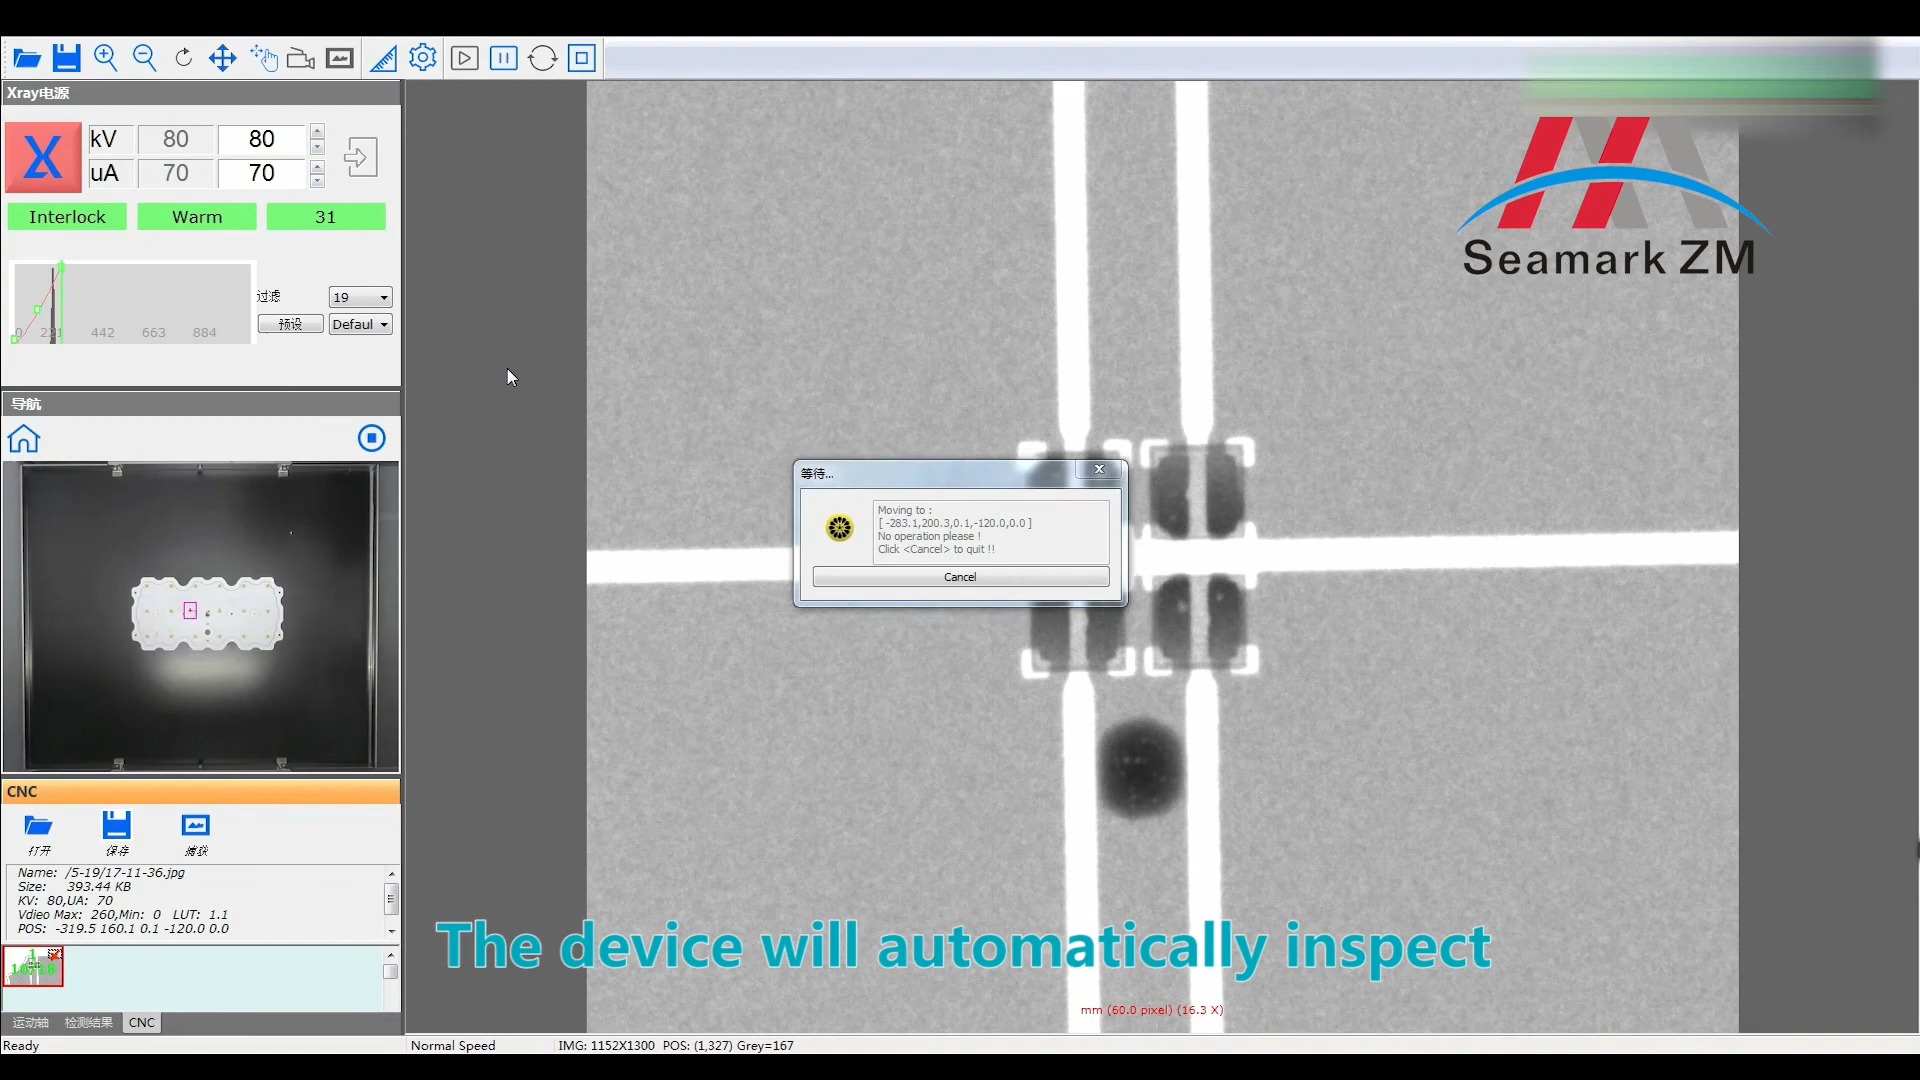 Xray电源
X
kV 80 80
uA 70 70
Interlock Warm 31
过滤 19
预设 Defaul
0 221 442 663 884
Seamark ZM
导航
等待...
X
Moving to :
[ -283.1,200.3,0.1,-120.0,0.0 ]
No operation please !
Click <Cancel> to quit !!
Cancel
CNC
打开 保存 捕获
Name: /5-19/17-11-36.jpg
Size: 393.44 KB
KV: 80,UA: 70
Vdieo Max: 260,Min: 0 LUT: 1.1
POS: -319.5 160.1 0.1 -120.0 0.0
1
The device will automatically inspect
mm (60.0 pixel) (16.3 X)
运动轴 检测结果 CNC
Ready Normal Speed IMG: 1152X1300 POS: (1,327) Grey=167